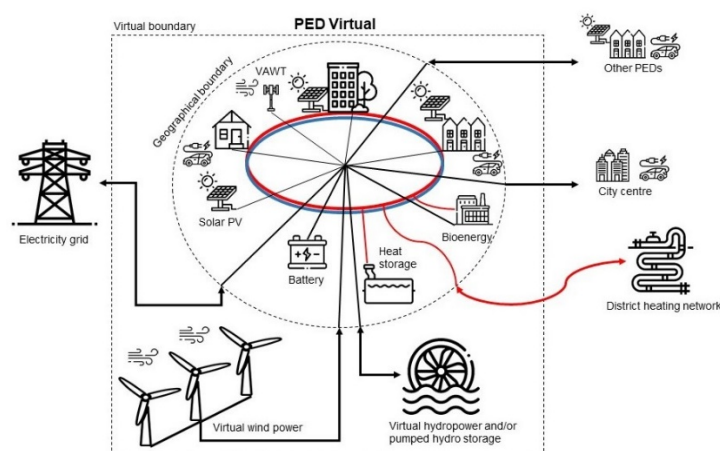 PED Virtual
Virtual boundary
Geographical boundary
VAWT
Other PEDs
City centre
Solar PV
Electricity grid
Battery
Heat
storage
Bioenergy
District heating network
Virtual wind power
Virtual hydropower and/or
pumped hydro storage